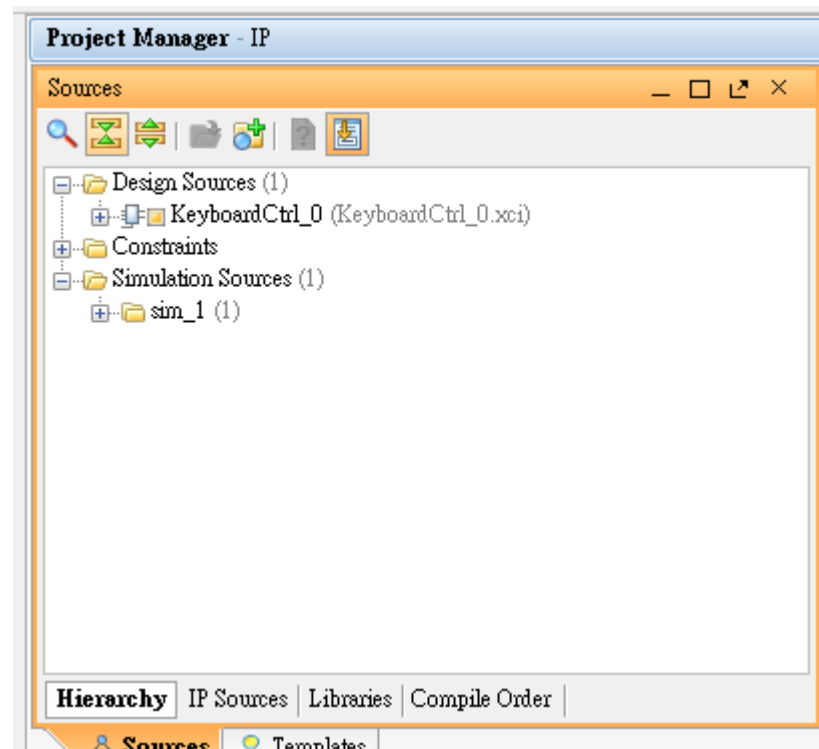 Project Manager - IP
Sources
Design Sources (1)
KeyboardCtrl_0 (KeyboardCtrl_0.xci)
Constraints
Simulation Sources (1)
sim_1 (1)
Hierarchy IP Sources Libraries Compile Order
Sources Templates